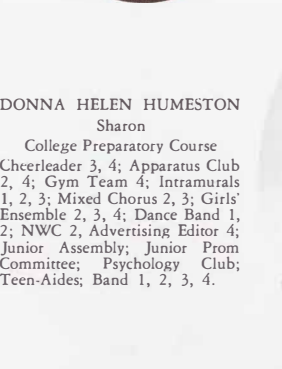 DONNA HELEN HUMESTON
Sharon
College Preparatory Course
Cheerleader 3, 4; Apparatus Club
2, 4; Gym Team 4; Intramurals
1, 2, 3; Mixed Chorus 2, 3; Girls'
Ensemble 2, 3, 4; Dance Band 1,
2; NWC 2, Advertising Editor 4;
Junior Assembly; Junior Prom
Committee; Psychology Club;
Teen-Aides; Band 1, 2, 3, 4.